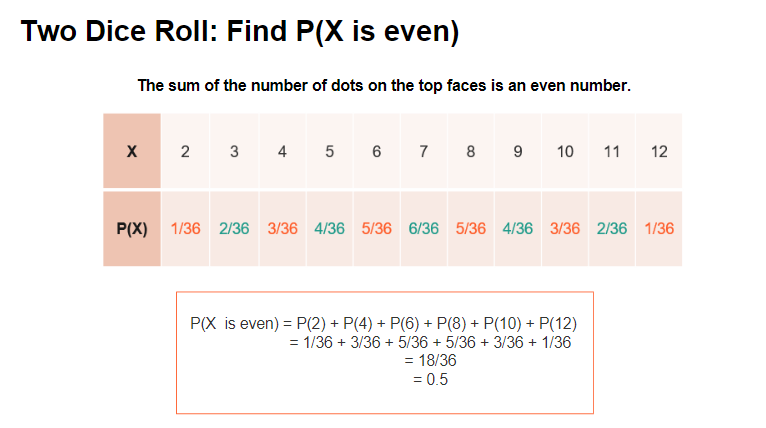 Two Dice Roll: Find P(X is even)
The sum of the number of dots on the top faces is an even number.
X 2 3 4 5 6 7 8 9 10 11 12
P(X) 1/36 2/36 3/36 4/36 5/36 6/36 5/36 4/36 3/36 2/36 1/36
P(X is even) = P(2) + P(4) + P(6) + P(8) + P(10) + P(12)
= 1/36 + 3/36 + 5/36 + 5/36 + 3/36 + 1/36
= 18/36
= 0.5